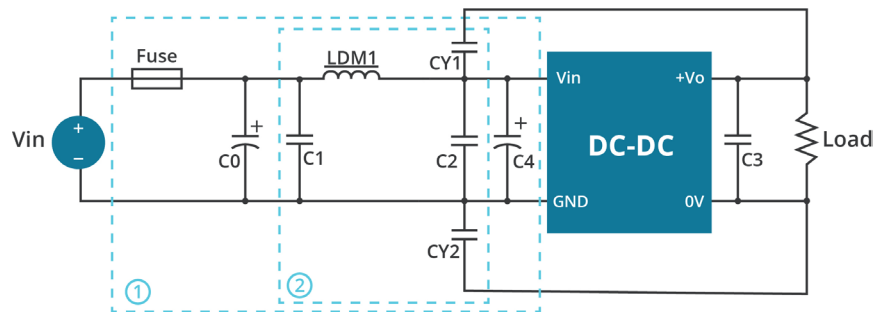 Fuse
LDM1
CY1
Vin
+Vo
Vin
+
−
+
C0
C1
C2
+
C4
DC-DC
C3
Load
GND
0V
CY2
1
2